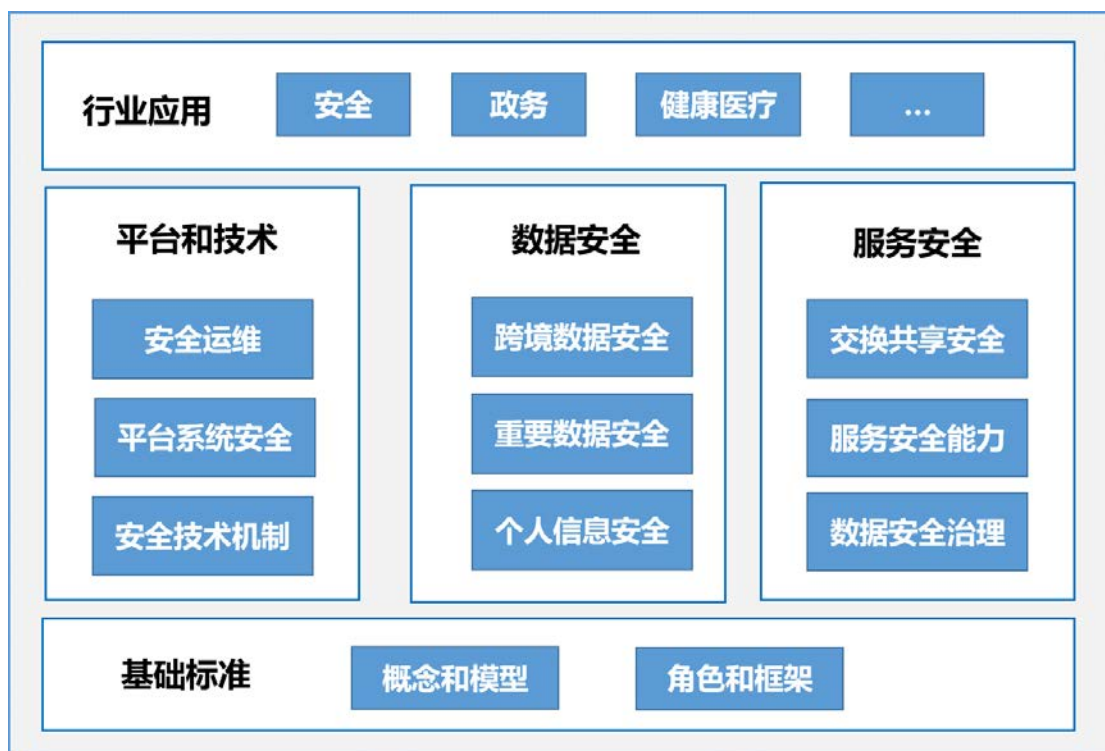 行业应用
安全
政务
健康医疗
...
平台和技术
安全运维
平台系统安全
安全技术机制
数据安全
跨境数据安全
重要数据安全
个人信息安全
服务安全
交换共享安全
服务安全能力
数据安全治理
基础标准
概念和模型
角色和框架